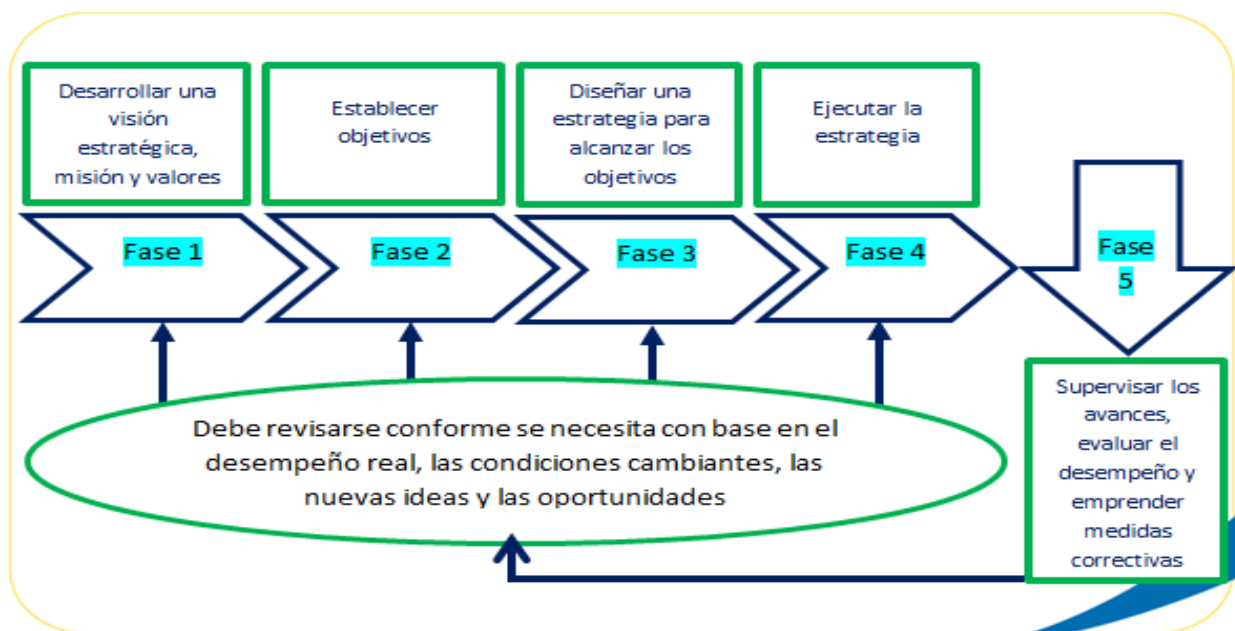 Desarrollar una
visión
estratégica,
misión y valores
Establecer
objetivos
Diseñar una
estrategia para
alcanzar los
objetivos
Ejecutar la
estrategia
Fase 1
Fase 2
Fase 3
Fase 4
Fase
5
Debe revisarse conforme se necesita con base en el
desempeño real, las condiciones cambiantes, las
nuevas ideas y las oportunidades
Supervisar los
avances,
evaluar el
desempeño y
emprender
medidas
correctivas